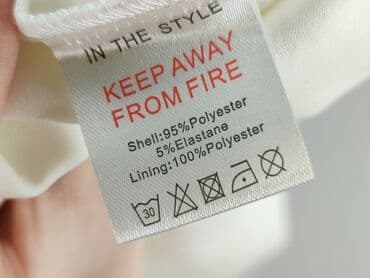 IN THE STYLE
KEEP AWAY
FROM FIRE
Shell:95%Polyester
5%Elastane
Lining:100%Polyester
30